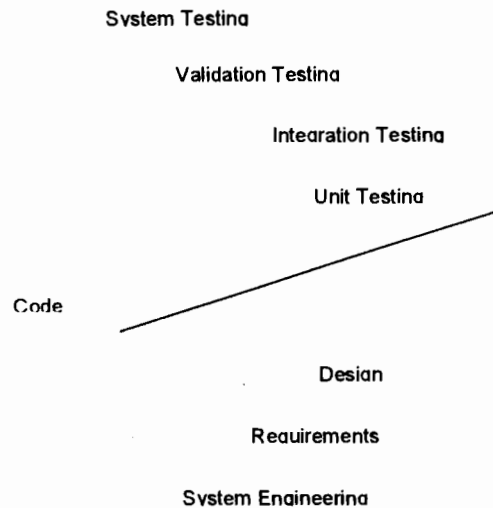 System Testing
Validation Testing
Integration Testing
Unit Testing
Code
Design
Requirements
System Engineering